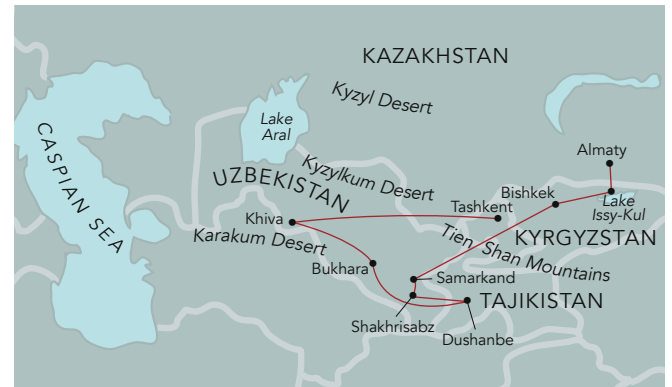 KAZAKHSTAN
Kyzyl Desert
Lake
Aral
CASPIAN SEA
Almaty
Kyzylkum Desert
UZBEKISTAN
Bishkek
Tashkent
Lake
Issy-Kul
Khiva
KYRGYZSTAN
Karakum Desert
Tien Shan Mountains
Bukhara
Samarkand
TAJIKISTAN
Shakhrisabz
Dushanbe